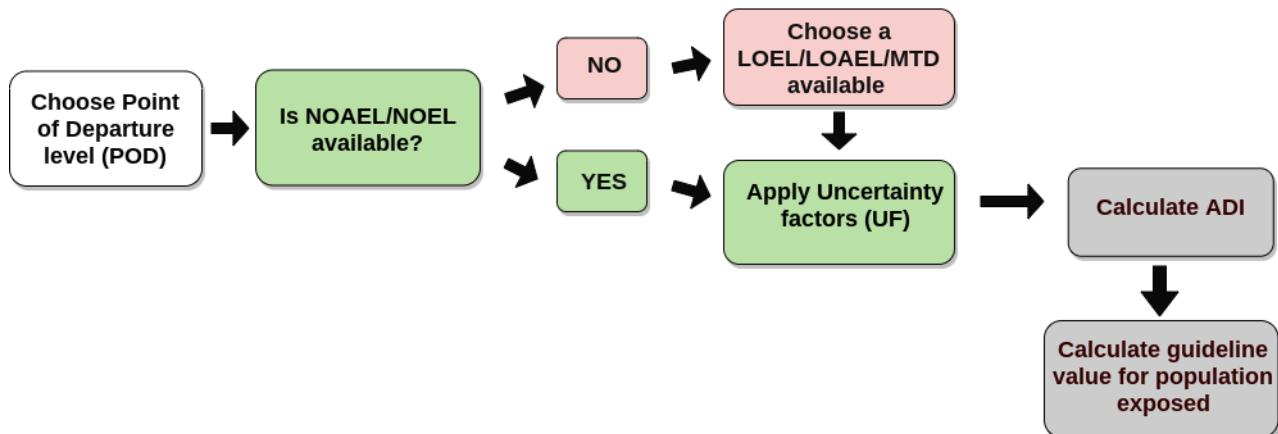 Choose Point
of Departure
level (POD)
Is NOAEL/NOEL
available?
NO
YES
Choose a
LOEL/LOAEL/MTD
available
Apply Uncertainty
factors (UF)
Calculate ADI
Calculate guideline
value for population
exposed